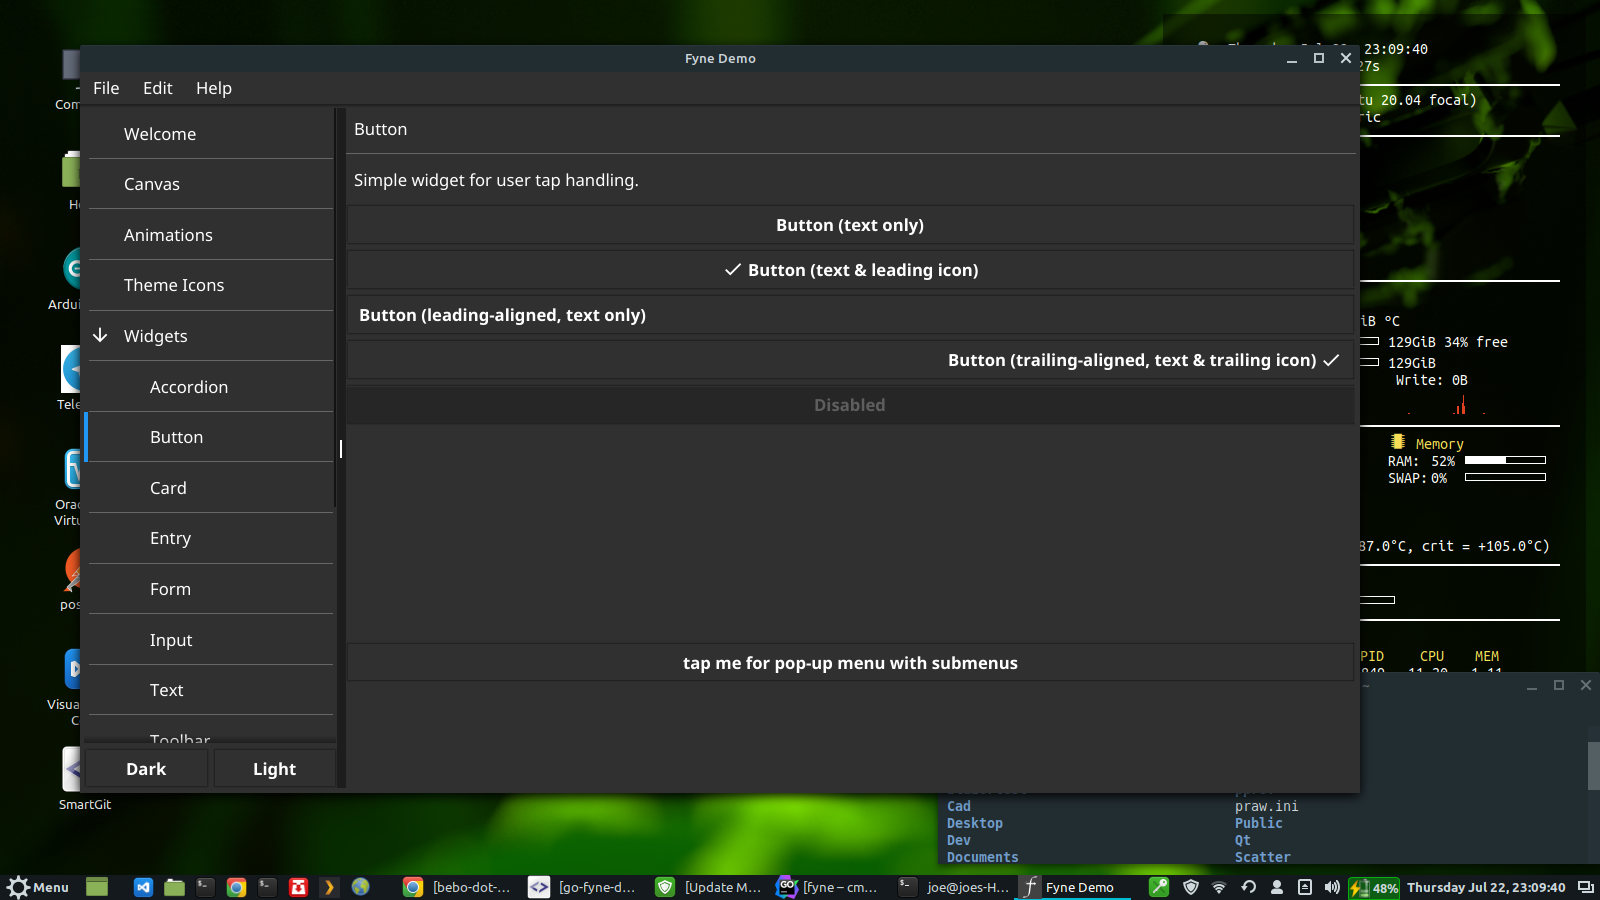 Fyne Demo
File Edit Help
Welcome
Canvas
Animations
Theme Icons
Widgets
Accordion
Button
Card
Entry
Form
Input
Text
Toolbar
Dark Light
Button
Simple widget for user tap handling.
Button (text only)
Button (text & leading icon)
Button (leading-aligned, text only)
Button (trailing-aligned, text & trailing icon)
Disabled
tap me for pop-up menu with submenus
23:09:40
27s
tu 20.04 focal)
ric
iB ºC
129GiB 34% free
129GiB
Write: 0B
Memory
RAM: 52%
SWAP: 0%
87.0°C, crit = +105.0°C)
PID CPU MEM
Com
Ardui
Tele
Orac
Virtu
pos
Visua
C
SmartGit
Cad praw.ini
Desktop Public
Dev Qt
Documents Scatter
Menu
[bebo-dot-...
[go-fyne-d...
[Update M...
GO
[fyne – cm...
joe@joes-H...
Fyne Demo
48%
Thursday Jul 22, 23:09:40